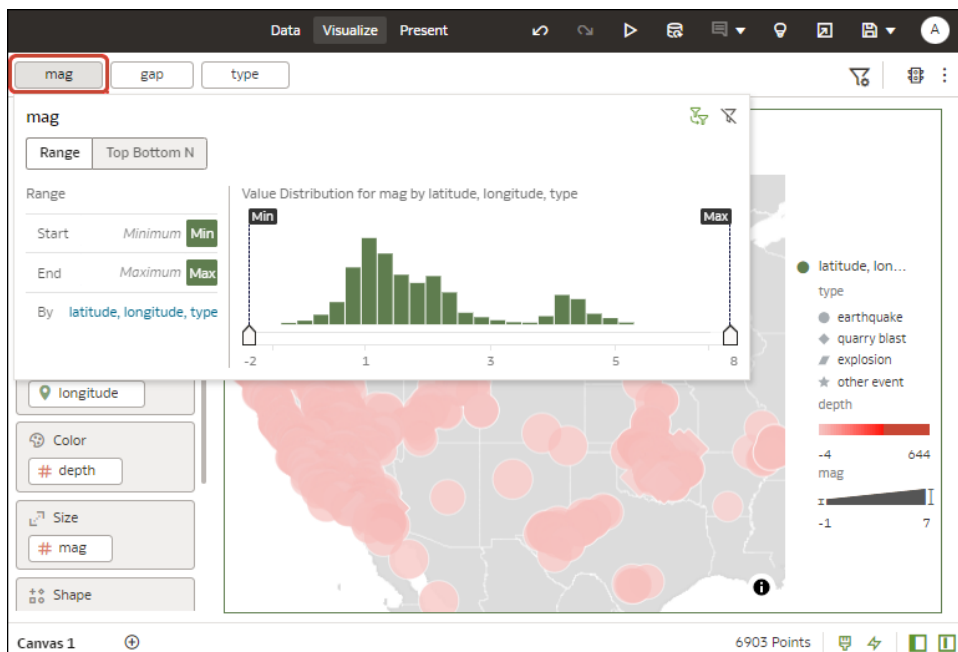 Data Visualize Present A
mag gap type
mag
Range Top Bottom N
Range
Start Minimum Min
End Maximum Max
By latitude, longitude, type
Value Distribution for mag by latitude, longitude, type
Min Max
-2 1 3 5 8
longitude
Color
# depth
Size
# mag
Shape
latitude, lon...
type
earthquake
quarry blast
explosion
other event
depth
-4 644
mag
-1 7
Canvas 1
6903 Points